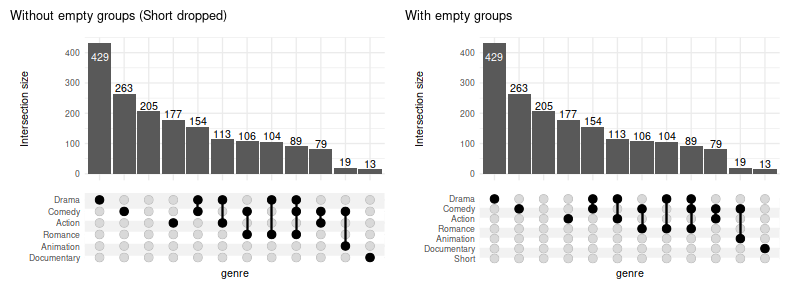 Without empty groups (Short dropped)
Intersection size
400
300
200
100
0
429
263
205
177
154
113
106
104
89
79
19
13
Drama
Comedy
Action
Romance
Animation
Documentary
genre
With empty groups
Intersection size
400
300
200
100
0
429
263
205
177
154
113
106
104
89
79
19
13
Drama
Comedy
Action
Romance
Animation
Documentary
Short
genre